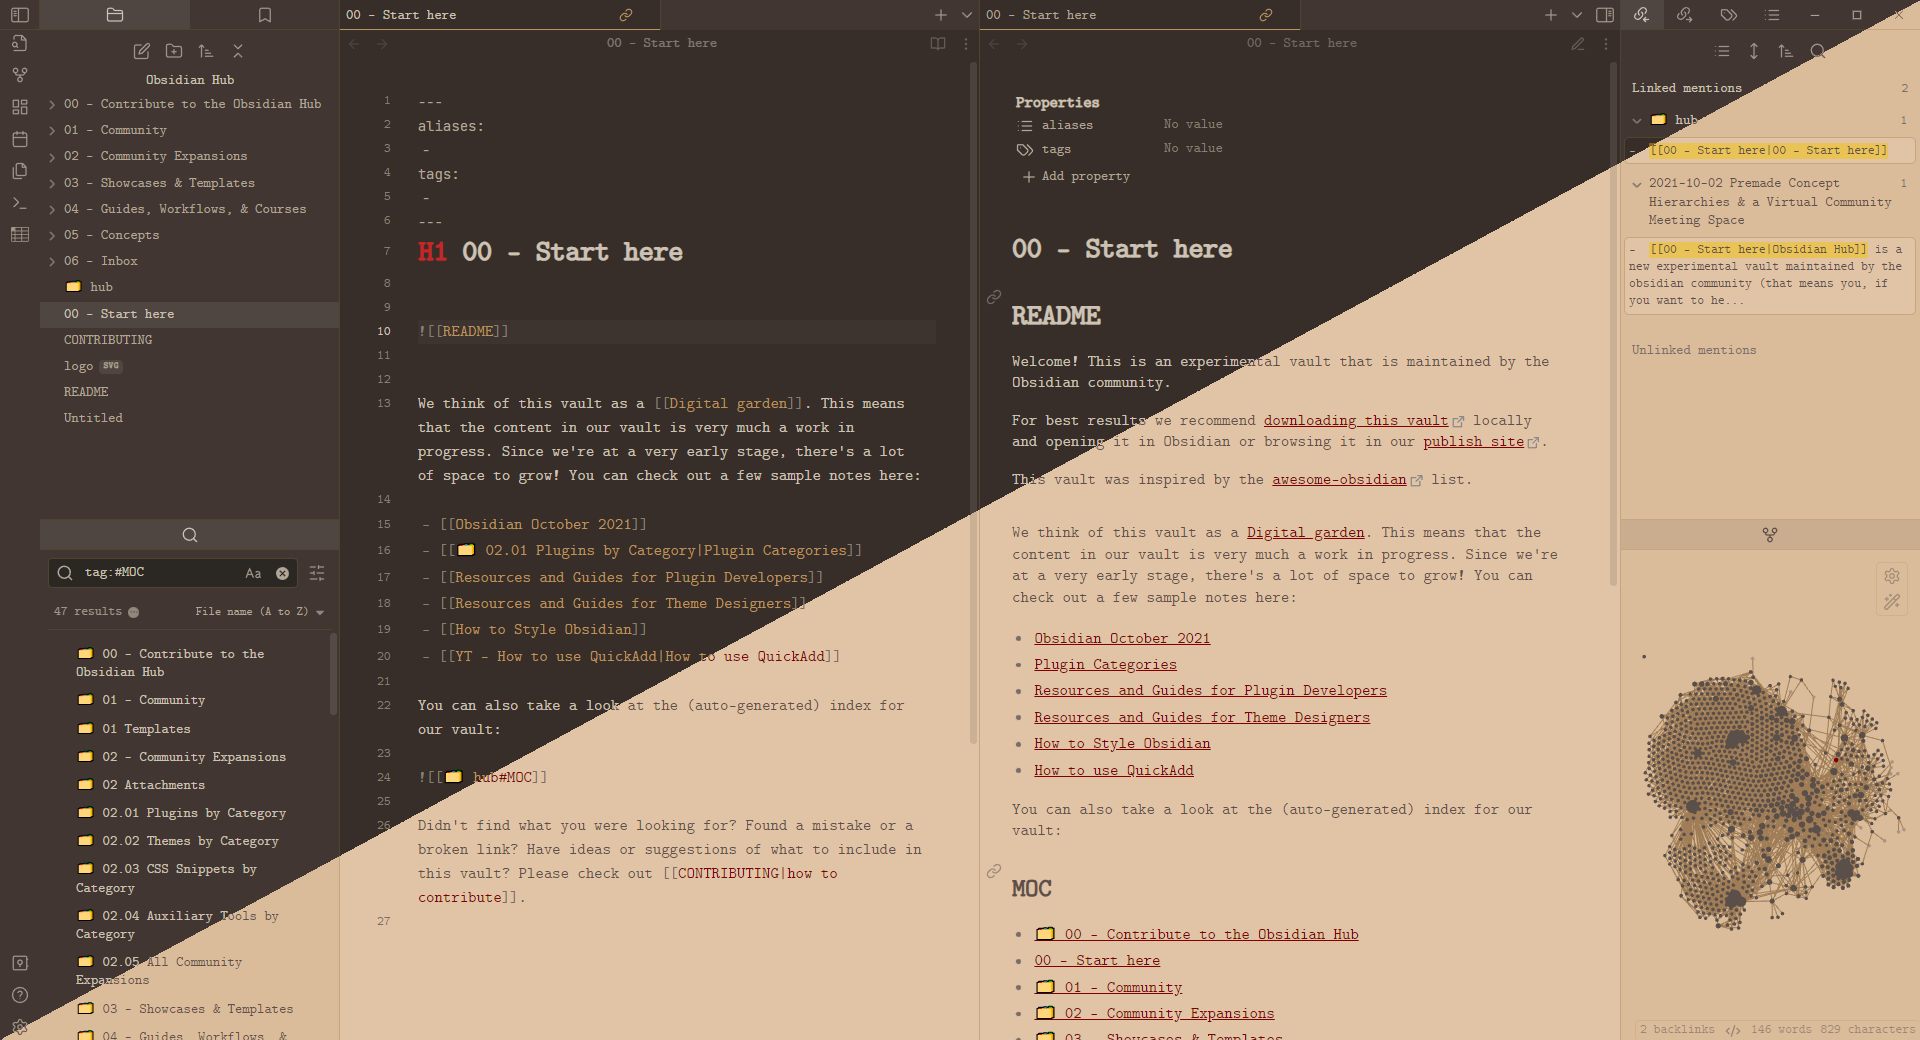 Obsidian Hub
00 - Contribute to the Obsidian Hub
01 - Community
02 - Community Expansions
03 - Showcases & Templates
04 - Guides, Workflows, & Courses
05 - Concepts
06 - Inbox
hub
00 - Start here
CONTRIBUTING
logo SVG
README
Untitled
tag:#MOC Aa
47 results File name (A to Z)
00 - Contribute to the
Obsidian Hub
01 - Community
01 Templates
02 - Community Expansions
02 Attachments
02.01 Plugins by Category
02.02 Themes by Category
02.03 CSS Snippets by
Category
02.04 Auxiliary Tools by
Category
02.05 All Community
Expansions
03 - Showcases & Templates
04 - Guides, Workflows, &
00 - Start here
00 - Start here
1 ---
2 aliases:
3 -
4 tags:
5 -
6 ---
7 H1 00 - Start here
8
9
10 ![[README]]
11
12
13 We think of this vault as a [[Digital garden]]. This means
that the content in our vault is very much a work in
progress. Since we're at a very early stage, there's a lot
of space to grow! You can check out a few sample notes here:
14
15 - [[Obsidian October 2021]]
16 - [[🗂️ 02.01 Plugins by Category|Plugin Categories]]
17 - [[Resources and Guides for Plugin Developers]]
18 - [[Resources and Guides for Theme Designers]]
19 - [[How to Style Obsidian]]
20 - [[YT - How to use QuickAdd|How to use QuickAdd]]
21
22 You can also take a look at the (auto-generated) index for
our vault:
23
24 ![[🗂️ hub#MOC]]
25
26 Didn't find what you were looking for? Found a mistake or a
broken link? Have ideas or suggestions of what to include in
this vault? Please check out [[CONTRIBUTING|how to
contribute]].
27
00 - Start here
00 - Start here
Properties
aliases No value
tags No value
Add property
00 - Start here
README
Welcome! This is an experimental vault that is maintained by the
Obsidian community.
For best results we recommend downloading this vault locally
and opening it in Obsidian or browsing it in our publish site.
This vault was inspired by the awesome-obsidian list.
We think of this vault as a Digital garden. This means that the
content in our vault is very much a work in progress. Since we're
at a very early stage, there's a lot of space to grow! You can
check out a few sample notes here:
Obsidian October 2021
Plugin Categories
Resources and Guides for Plugin Developers
Resources and Guides for Theme Designers
How to Style Obsidian
How to use QuickAdd
You can also take a look at the (auto-generated) index for our
vault:
MOC
00 - Contribute to the Obsidian Hub
00 - Start here
01 - Community
02 - Community Expansions
03 - Showcases & Templates
Linked mentions 2
hub 1
- [[00 - Start here|00 - Start here]]
2021-10-02 Premade Concept 1
Hierarchies & a Virtual Community
Meeting Space
- [[00 - Start here|Obsidian Hub]] is a
new experimental vault maintained by the
obsidian community (that means you, if
you want to he...
Unlinked mentions
2 backlinks 146 words 829 characters